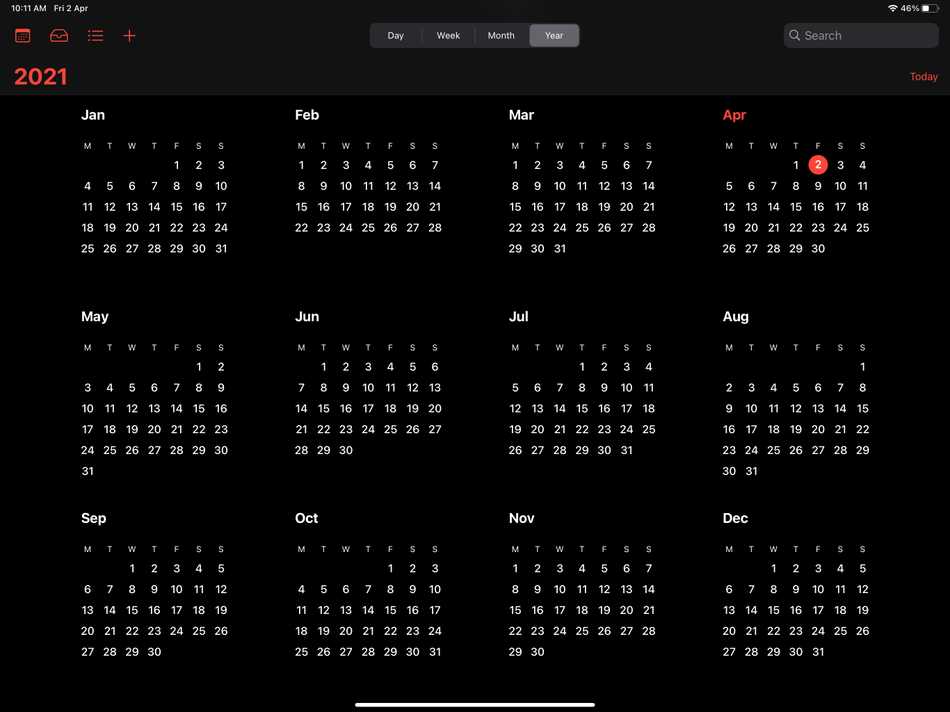 10:11 AM Fri 2 Apr 46%
Day Week Month Year Search
2021 Today
Jan Feb Mar Apr
M T W T F S S M T W T F S S M T W T F S S M T W T F S S
1 2 3 1 2 3 4 5 6 7 1 2 3 4 5 6 7 1 2 3 4
4 5 6 7 8 9 10 8 9 10 11 12 13 14 8 9 10 11 12 13 14 5 6 7 8 9 10 11
11 12 13 14 15 16 17 15 16 17 18 19 20 21 15 16 17 18 19 20 21 12 13 14 15 16 17 18
18 19 20 21 22 23 24 22 23 24 25 26 27 28 22 23 24 25 26 27 28 19 20 21 22 23 24 25
25 26 27 28 29 30 31 29 30 31 26 27 28 29 30
May Jun Jul Aug
M T W T F S S M T W T F S S M T W T F S S M T W T F S S
1 2 1 2 3 4 5 6 1 2 3 4 1
3 4 5 6 7 8 9 7 8 9 10 11 12 13 5 6 7 8 9 10 11 2 3 4 5 6 7 8
10 11 12 13 14 15 16 14 15 16 17 18 19 20 12 13 14 15 16 17 18 9 10 11 12 13 14 15
17 18 19 20 21 22 23 21 22 23 24 25 26 27 19 20 21 22 23 24 25 16 17 18 19 20 21 22
24 25 26 27 28 29 30 28 29 30 26 27 28 29 30 31 23 24 25 26 27 28 29
31 30 31
Sep Oct Nov Dec
M T W T F S S M T W T F S S M T W T F S S M T W T F S S
1 2 3 4 5 1 2 3 1 2 3 4 5 6 7 1 2 3 4 5
6 7 8 9 10 11 12 4 5 6 7 8 9 10 8 9 10 11 12 13 14 6 7 8 9 10 11 12
13 14 15 16 17 18 19 11 12 13 14 15 16 17 15 16 17 18 19 20 21 13 14 15 16 17 18 19
20 21 22 23 24 25 26 18 19 20 21 22 23 24 22 23 24 25 26 27 28 20 21 22 23 24 25 26
27 28 29 30 25 26 27 28 29 30 31 29 30 27 28 29 30 31